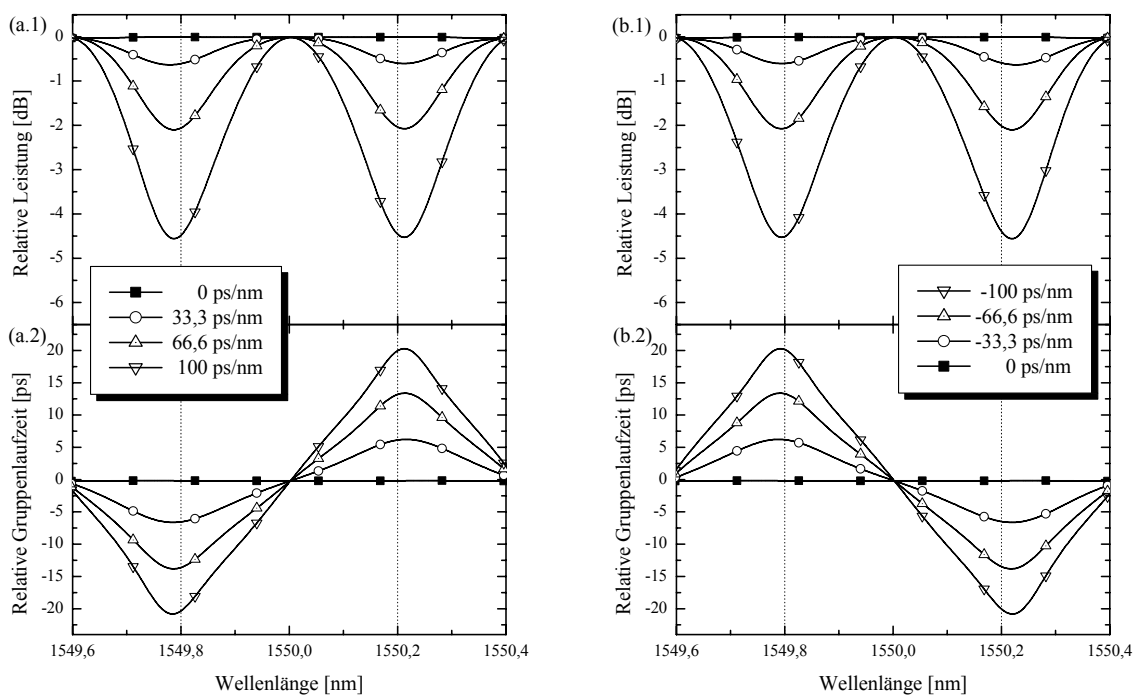 (a.1)
0
-1
-2
-3
-4
-5
-6
Relative Leistung [dB]
0 ps/nm
33,3 ps/nm
66,6 ps/nm
100 ps/nm
(a.2)
20
15
10
5
0
-5
-10
-15
-20
Relative Gruppenlaufzeit [ps]
1549,6
1549,8
1550,0
1550,2
1550,4
Wellenlänge [nm]
(b.1)
0
-1
-2
-3
-4
-5
-6
Relative Leistung [dB]
-100 ps/nm
-66,6 ps/nm
-33,3 ps/nm
0 ps/nm
(b.2)
20
15
10
5
0
-5
-10
-15
-20
Relative Gruppenlaufzeit [ps]
1549,6
1549,8
1550,0
1550,2
1550,4
Wellenlänge [nm]